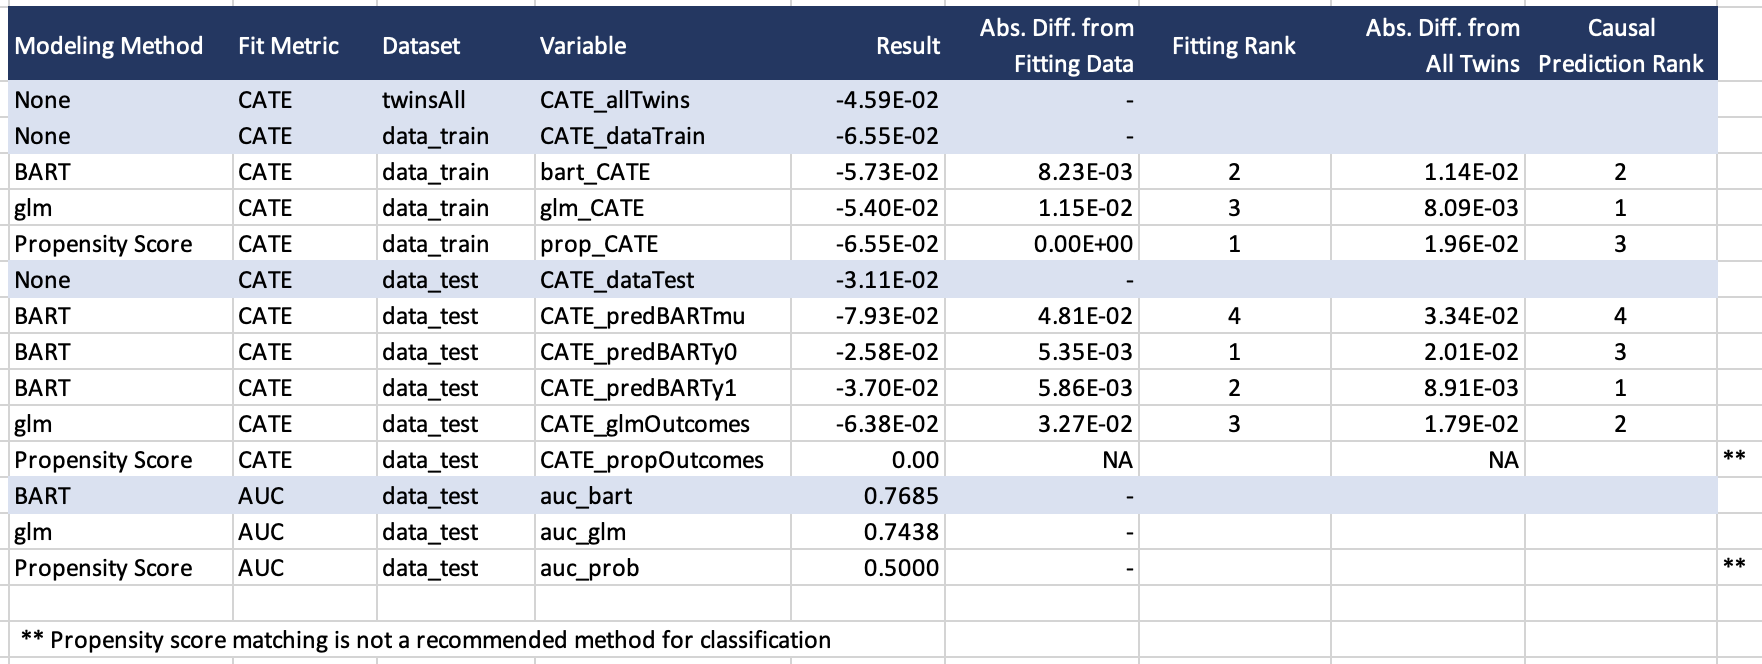 Modeling Method Fit Metric Dataset Variable Result Abs. Diff. from Fitting Data Fitting Rank Abs. Diff. from All Twins Causal Prediction Rank
None CATE twinsAll CATE_allTwins -4.59E-02 -
None CATE data_train CATE_dataTrain -6.55E-02 -
BART CATE data_train bart_CATE -5.73E-02 8.23E-03 2 1.14E-02 2
glm CATE data_train glm_CATE -5.40E-02 1.15E-02 3 8.09E-03 1
Propensity Score CATE data_train prop_CATE -6.55E-02 0.00E+00 1 1.96E-02 3
None CATE data_test CATE_dataTest -3.11E-02 -
BART CATE data_test CATE_predBARTmu -7.93E-02 4.81E-02 4 3.34E-02 4
BART CATE data_test CATE_predBARTy0 -2.58E-02 5.35E-03 1 2.01E-02 3
BART CATE data_test CATE_predBARTy1 -3.70E-02 5.86E-03 2 8.91E-03 1
glm CATE data_test CATE_glmOutcomes -6.38E-02 3.27E-02 3 1.79E-02 2
Propensity Score CATE data_test CATE_propOutcomes 0.00 NA NA **
BART AUC data_test auc_bart 0.7685 -
glm AUC data_test auc_glm 0.7438 -
Propensity Score AUC data_test auc_prob 0.5000 - **
** Propensity score matching is not a recommended method for classification